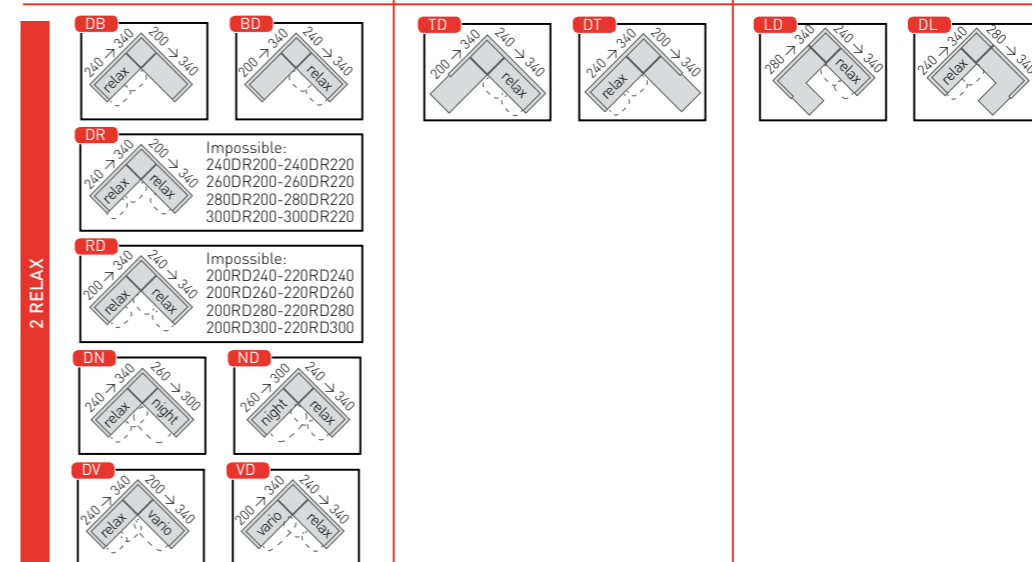 2 RELAX
DB
240 → 340
200 → 340
relax
BD
200 → 340
240 → 340
relax
TD
200 → 340
240 → 340
relax
DT
240 → 340
200 → 340
relax
LD
280 → 340
240 → 340
relax
DL
240 → 340
280 → 340
relax
DR
240 → 340
200 → 340
relax
relax
Impossible:
240DR200-240DR220
260DR200-260DR220
280DR200-280DR220
300DR200-300DR220
RD
200 → 340
240 → 340
relax
relax
Impossible:
200RD240-220RD240
200RD260-220RD260
200RD280-220RD280
200RD300-220RD300
DN
240 → 340
260 → 300
relax
night
ND
260 → 300
240 → 340
night
relax
DV
240 → 340
200 → 340
relax
vario
VD
200 → 340
240 → 340
vario
relax